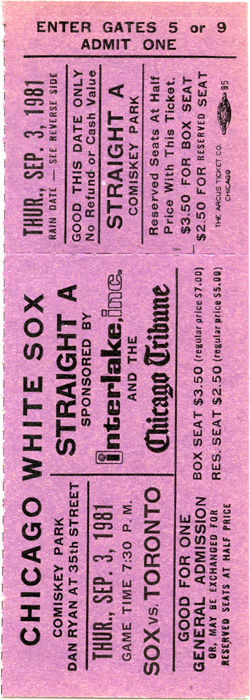 ENTER GATES 5 or 9
ADMIT ONE
THUR., SEP. 3, 1981
RAIN DATE — SEE REVERSE SIDE
GOOD THIS DATE ONLY
No Refund or Cash Value
STRAIGHT A
COMISKEY PARK
Reserved Seats At Half
Price With This Ticket.
$3.50 FOR BOX SEAT
$2.50 FOR RESERVED SEAT
95
THE ARCUS TICKET CO.
CHICAGO
CHICAGO WHITE SOX
STRAIGHT A
SPONSORED BY
interlake, inc.
AND THE
Chicago Tribune
BOX SEAT $3.50 (regular price $7.00)
RES. SEAT $2.50 (regular price $5.00)
COMISKEY PARK
DAN RYAN AT 35th STREET
THUR., SEP., 3, 1981
GAME TIME 7:30 P. M.
SOX vs. TORONTO
GOOD FOR ONE
GENERAL ADMISSION
OR, MAY BE EXCHANGED FOR
RESERVED SEATS AT HALF PRICE